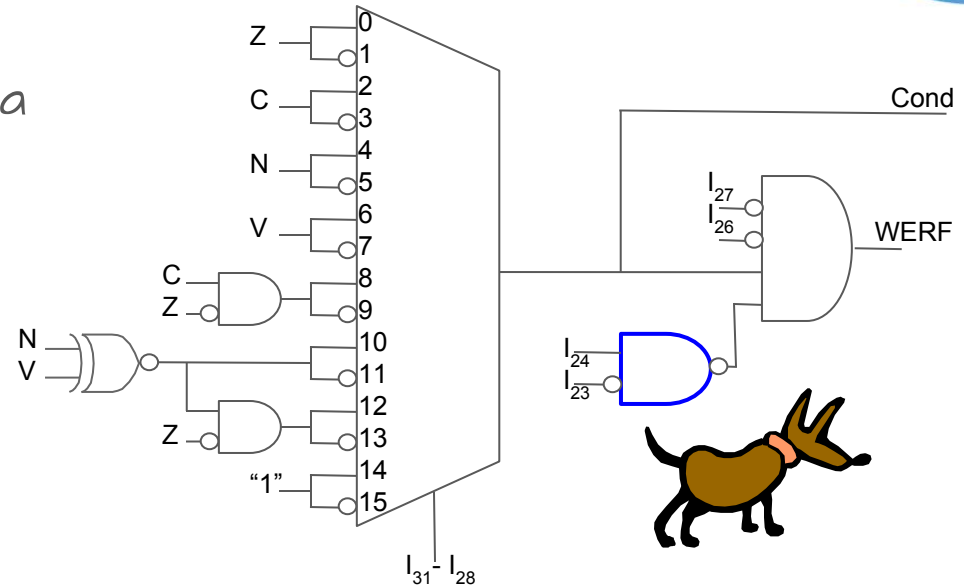 a
Z
0
1
C
2
3
N
4
5
V
6
7
C
Z
8
9
N
V
10
11
Z
12
13
“1”
14
15
I31- I28
Cond
I27
I26
WERF
I24
I23